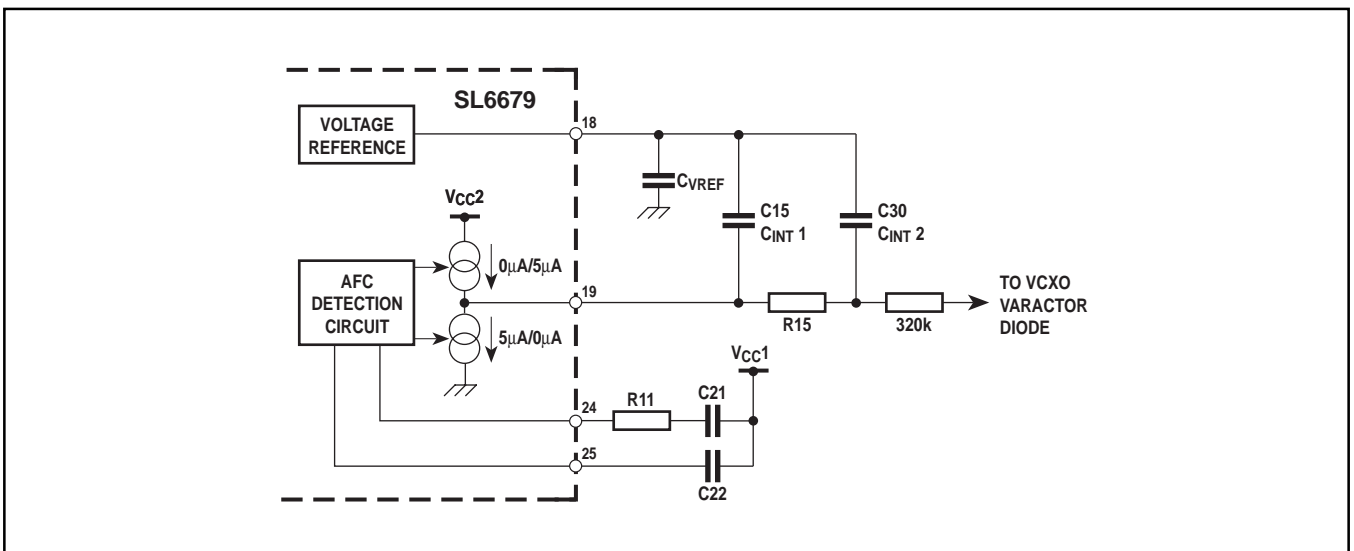 SL6679
VOLTAGE
REFERENCE
18
CVREF
VCC2
C15
CINT 1
C30
CINT 2
0µA/5µA
AFC
DETECTION
CIRCUIT
19
TO VCXO
VARACTOR
DIODE
R15
320k
5µA/0µA
VCC1
24
R11
C21
25
C22